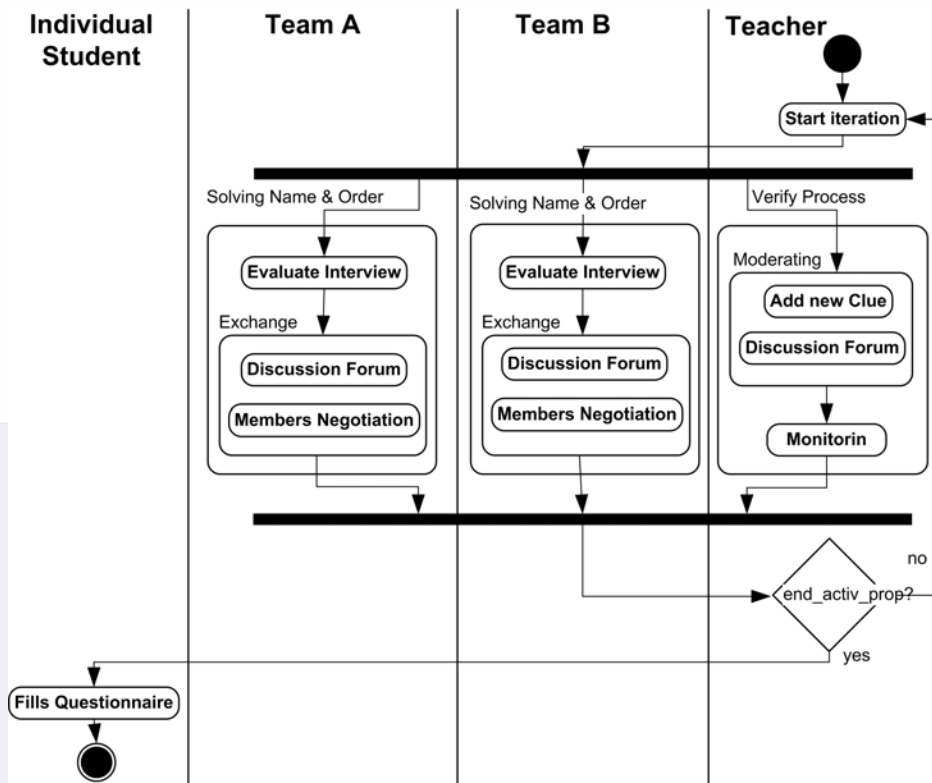 Individual
Student
Team A
Team B
Teacher
Start iteration
Solving Name & Order
Solving Name & Order
Verify Process
Evaluate Interview
Evaluate Interview
Moderating
Add new Clue
Exchange
Exchange
Discussion Forum
Discussion Forum
Discussion Forum
Members Negotiation
Members Negotiation
Monitorin
no
end_activ_prop?
yes
Fills Questionnaire